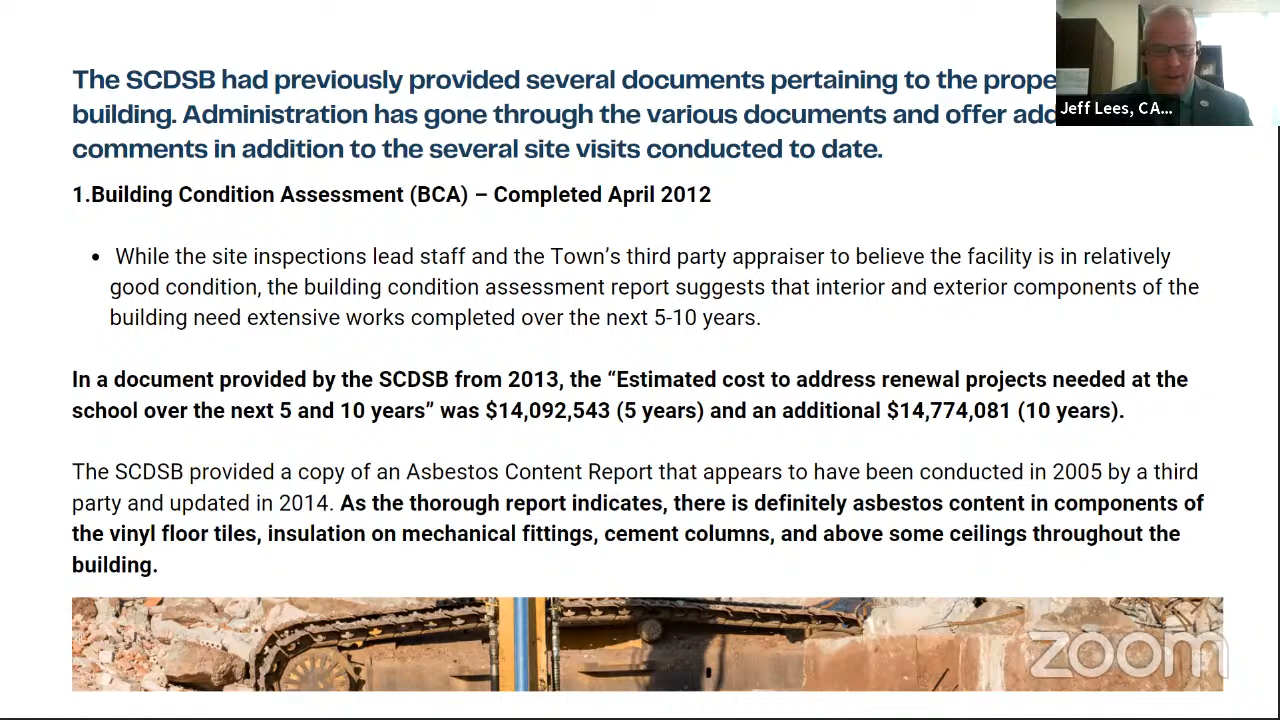 The SCDSB had previously provided several documents pertaining to the prope
building. Administration has gone through the various documents and offer add
comments in addition to the several site visits conducted to date.
Jeff Lees, CA...
1.Building Condition Assessment (BCA) – Completed April 2012
• While the site inspections lead staff and the Town’s third party appraiser to believe the facility is in relatively
good condition, the building condition assessment report suggests that interior and exterior components of the
building need extensive works completed over the next 5-10 years.
In a document provided by the SCDSB from 2013, the “Estimated cost to address renewal projects needed at the
school over the next 5 and 10 years” was $14,092,543 (5 years) and an additional $14,774,081 (10 years).
The SCDSB provided a copy of an Asbestos Content Report that appears to have been conducted in 2005 by a third
party and updated in 2014. As the thorough report indicates, there is definitely asbestos content in components of
the vinyl floor tiles, insulation on mechanical fittings, cement columns, and above some ceilings throughout the
building.
zoom